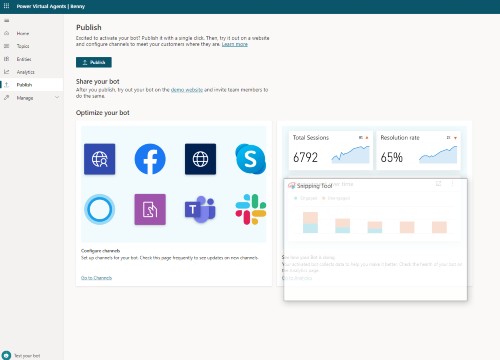 Power Virtual Agents | Benny
Home
Topics
Entities
Analytics
Publish
Manage
Publish
Excited to activate your bot? Publish it with a single click. Then, try it out on a website
and configure channels to meet your customers where they are. Learn more
Publish
Share your bot
After you publish, try out your bot on the demo website and invite team members to
do the same.
Optimize your bot
Total Sessions
6792
Resolution rate
65%
Snipping Tool
Configure channels
Set up channels for your bot. Check this page frequently to see updates on new channels.
Go to Channels
Test your bot